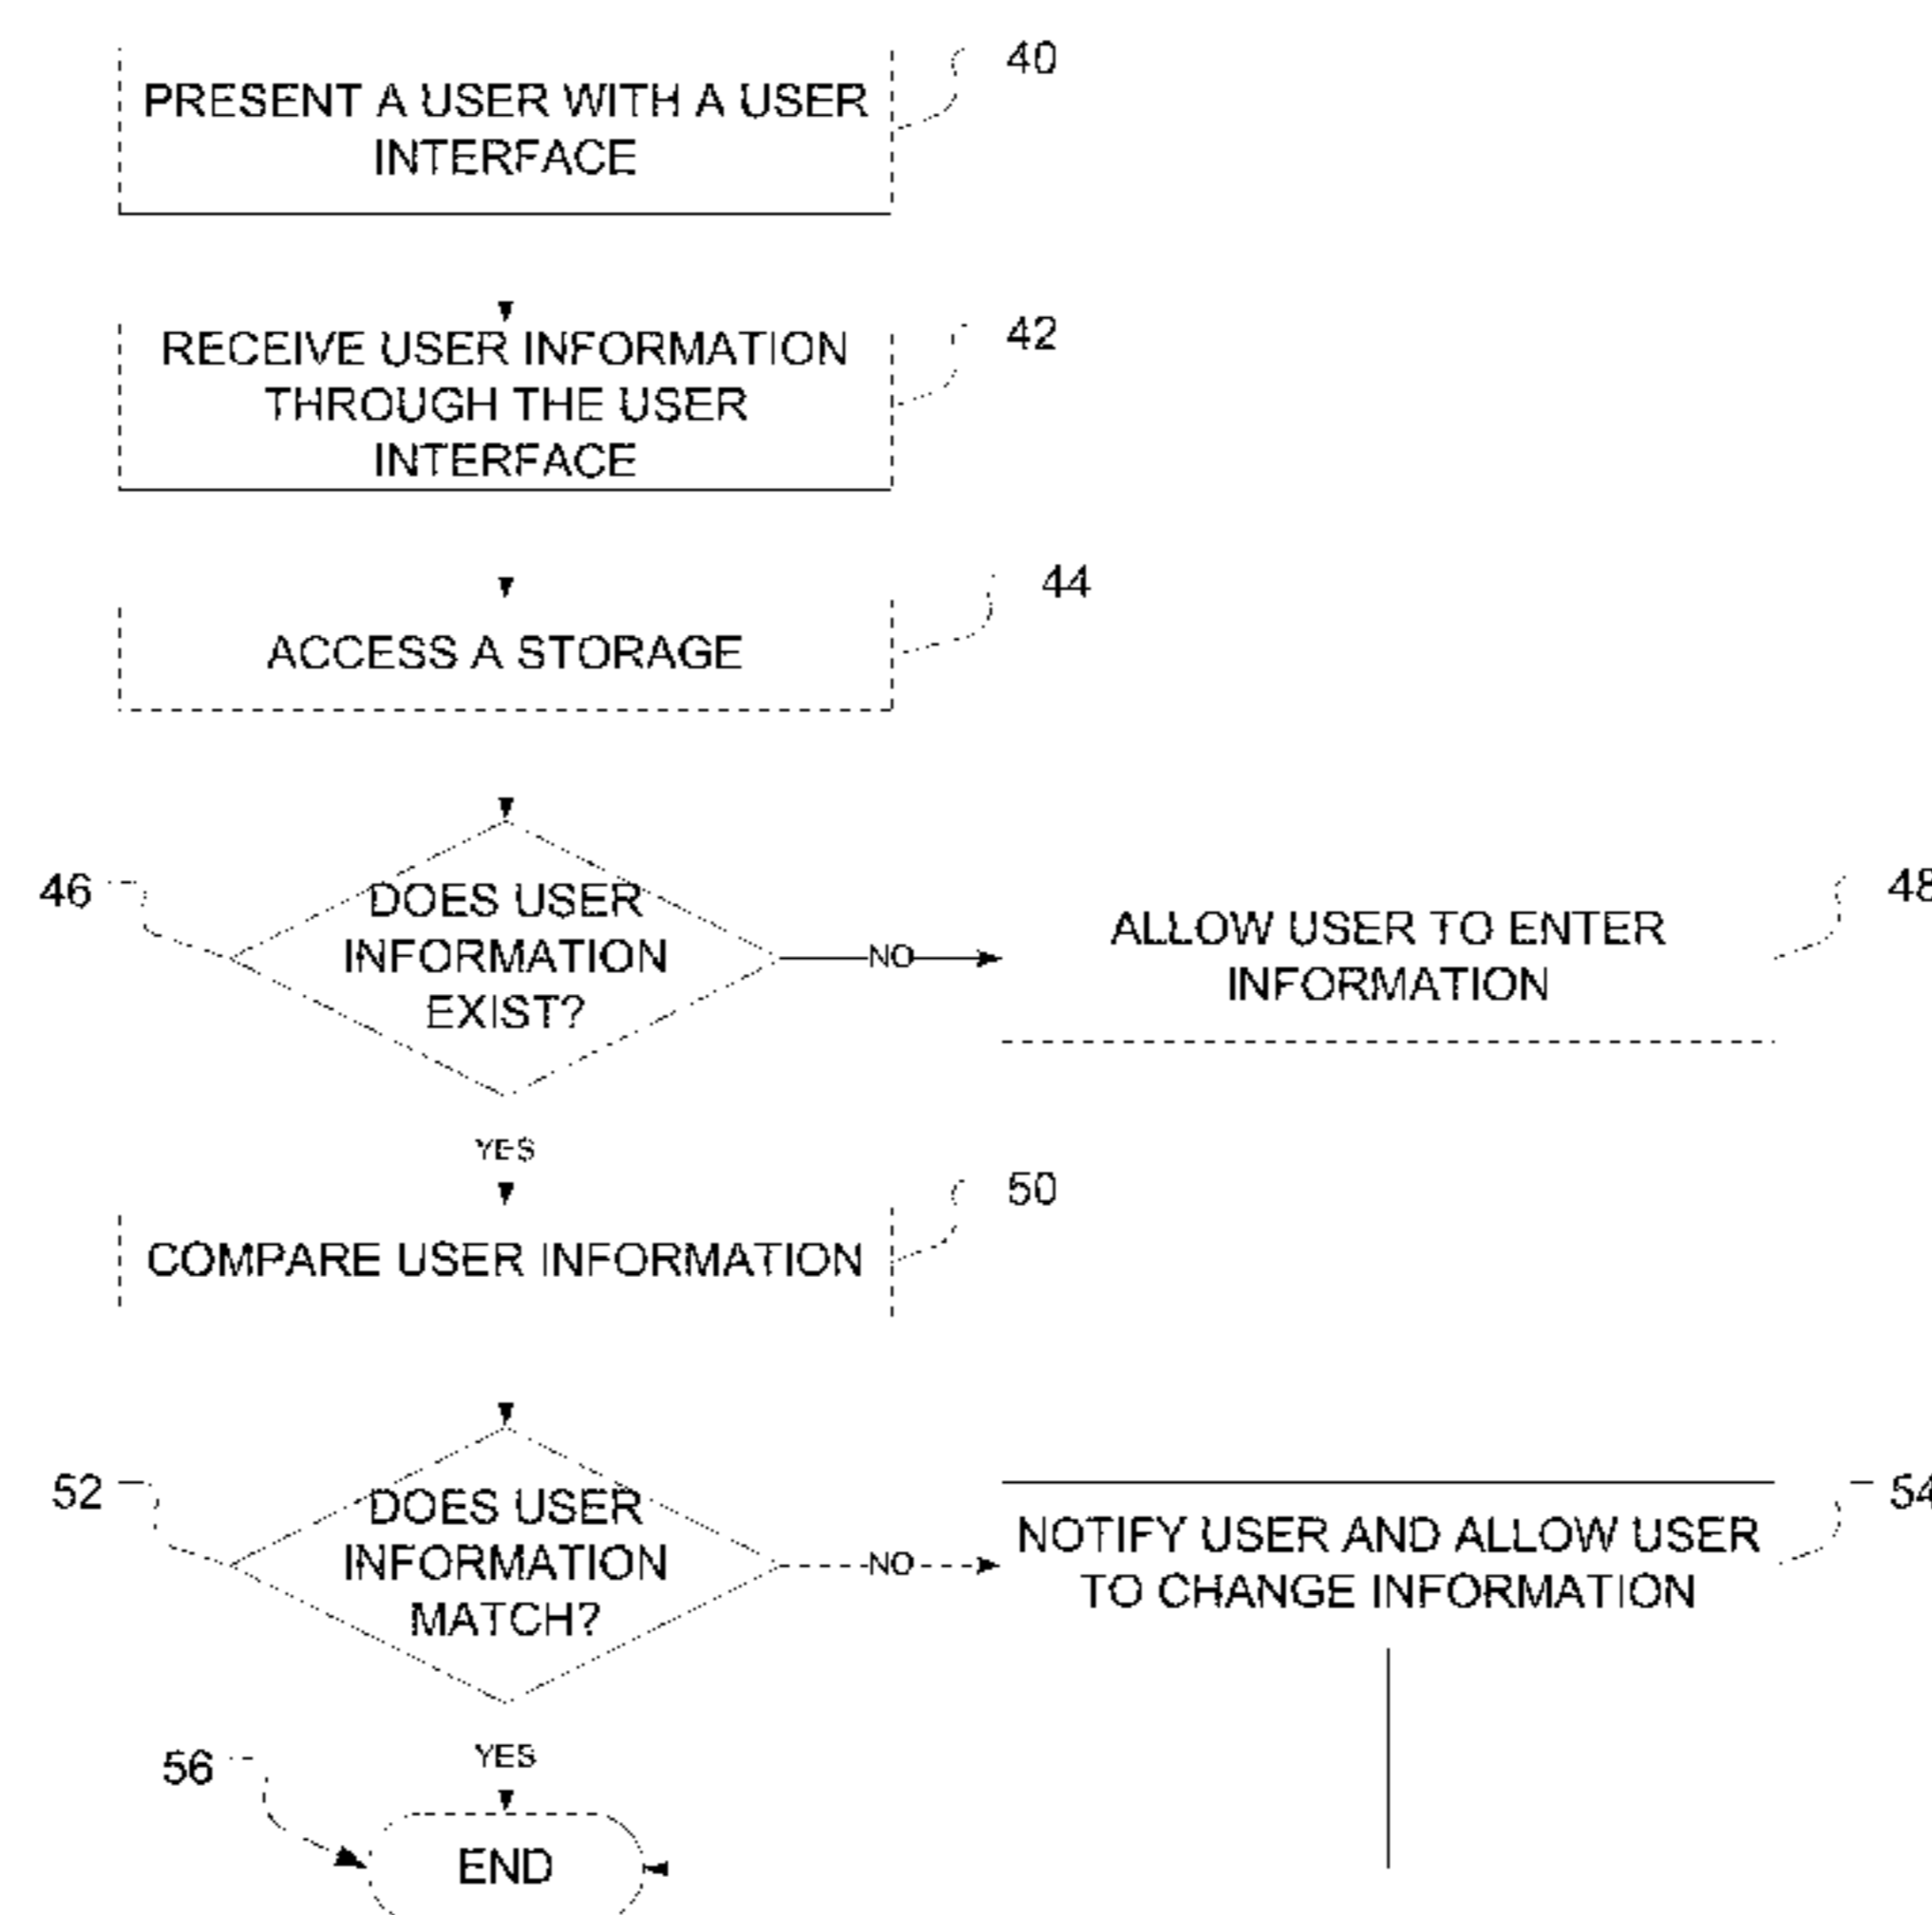 40
PRESENT A USER WITH A USER
INTERFACE
42
RECEIVE USER INFORMATION
THROUGH THE USER
INTERFACE
44
ACCESS A STORAGE
46
DOES USER
INFORMATION
EXIST?
NO
ALLOW USER TO ENTER
INFORMATION
48
YES
50
COMPARE USER INFORMATION
52
DOES USER
INFORMATION
MATCH?
NO
NOTIFY USER AND ALLOW USER
TO CHANGE INFORMATION
54
YES
56
END